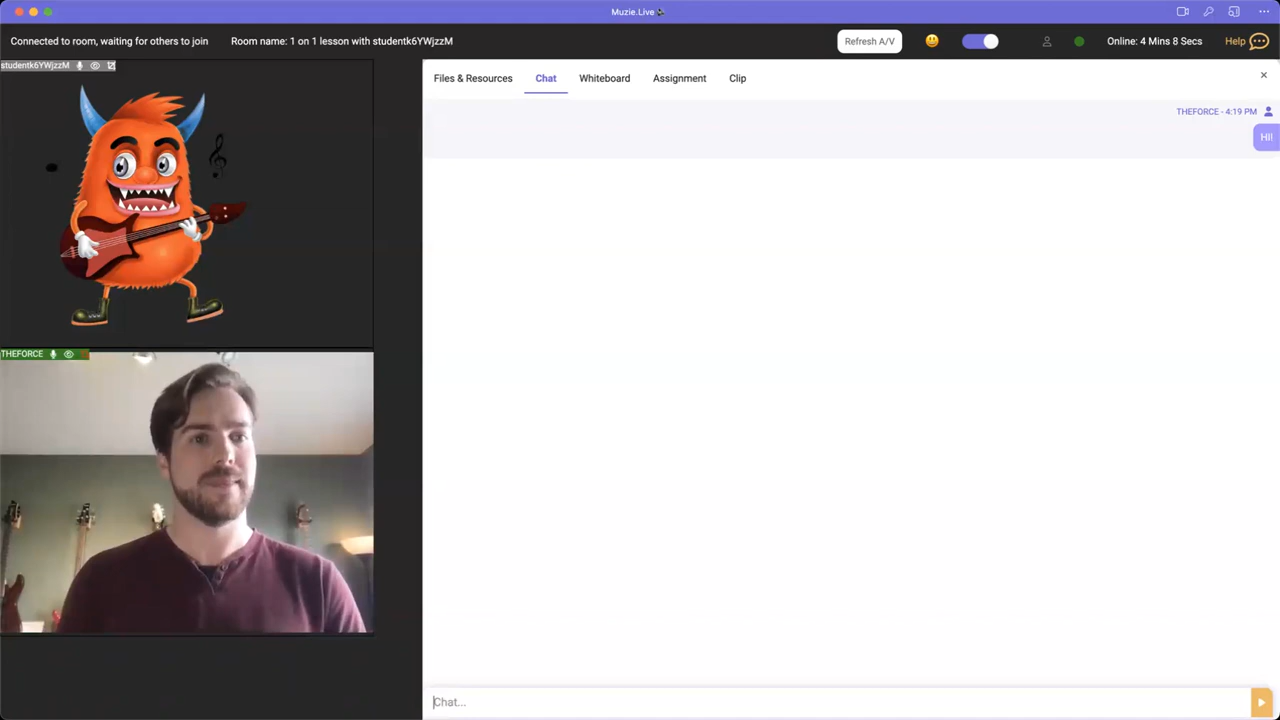 Muzie.Live
Connected to room, waiting for others to join
Room name: 1 on 1 lesson with studentk6YWjzzM
Refresh A/V
Online: 4 Mins 8 Secs
Help
studentk6YWjzzM
Files & Resources
Chat
Whiteboard
Assignment
Clip
THEFORCE - 4:19 PM
Hi!
THEFORCE
Chat...